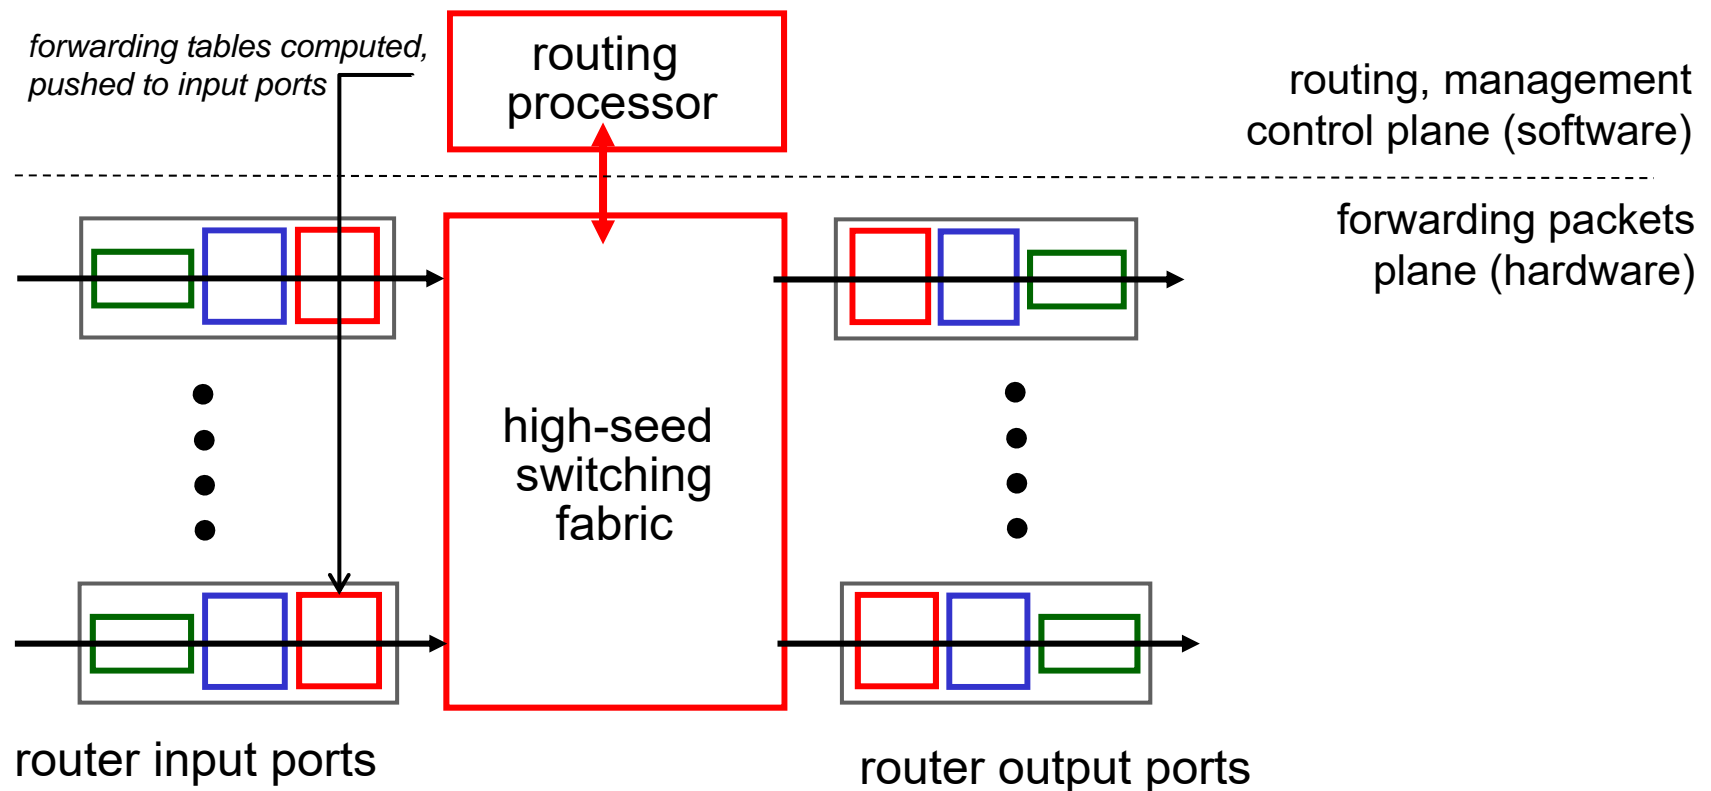 forwarding tables computed,
pushed to input ports
routing
processor
routing, management
control plane (software)
forwarding packets
plane (hardware)
high-seed
switching
fabric
router input ports
router output ports